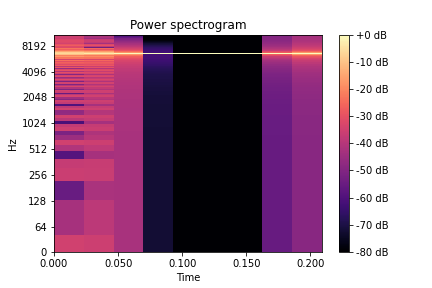 Power spectrogram
Hz
8192
4096
2048
1024
512
256
128
64
0
0.000 0.050 0.100 0.150 0.200
Time
+0 dB
-10 dB
-20 dB
-30 dB
-40 dB
-50 dB
-60 dB
-70 dB
-80 dB